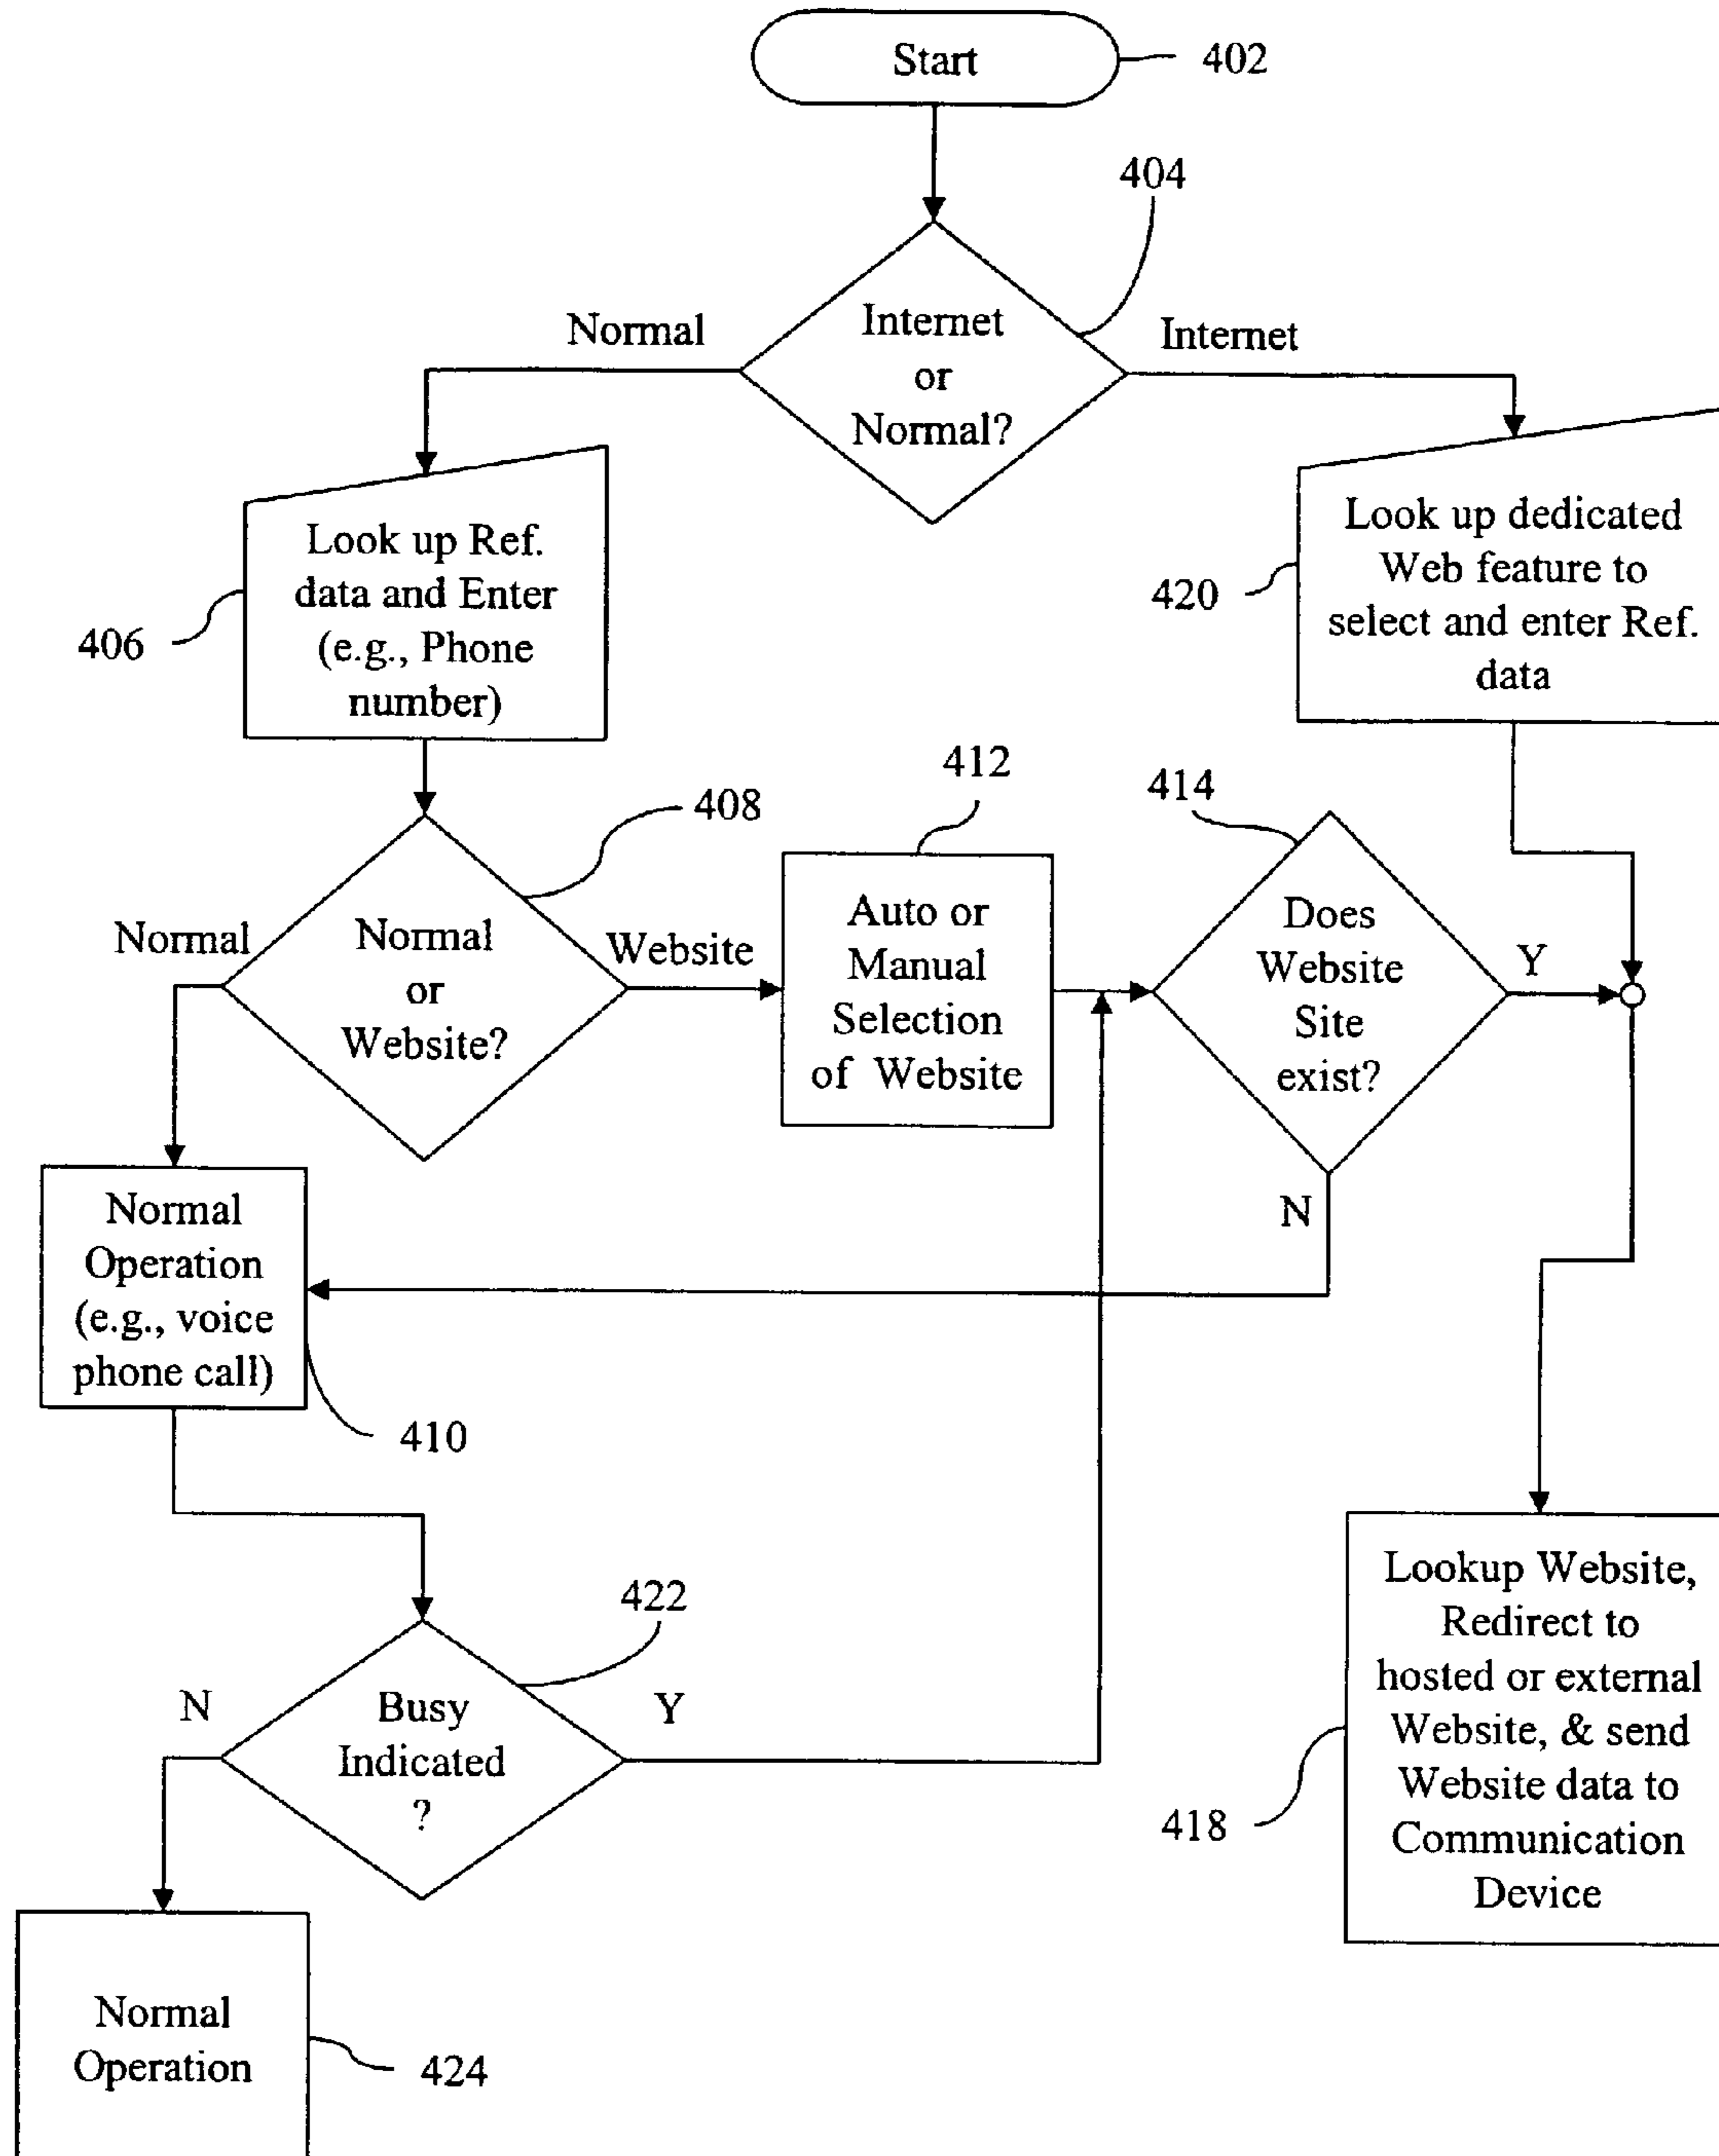 Start
402
404
Internet
or
Normal?
Normal
Internet
Look up Ref.
data and Enter
(e.g., Phone
number)
406
Look up dedicated
Web feature to
select and enter Ref.
data
420
408
Normal
or
Website?
Normal
Website
412
Auto or
Manual
Selection
of Website
414
Does
Website
Site
exist?
Y
N
Normal
Operation
(e.g., voice
phone call)
410
422
Busy
Indicated
?
N
Y
Lookup Website,
Redirect to
hosted or external
Website, & send
Website data to
Communication
Device
418
Normal
Operation
424